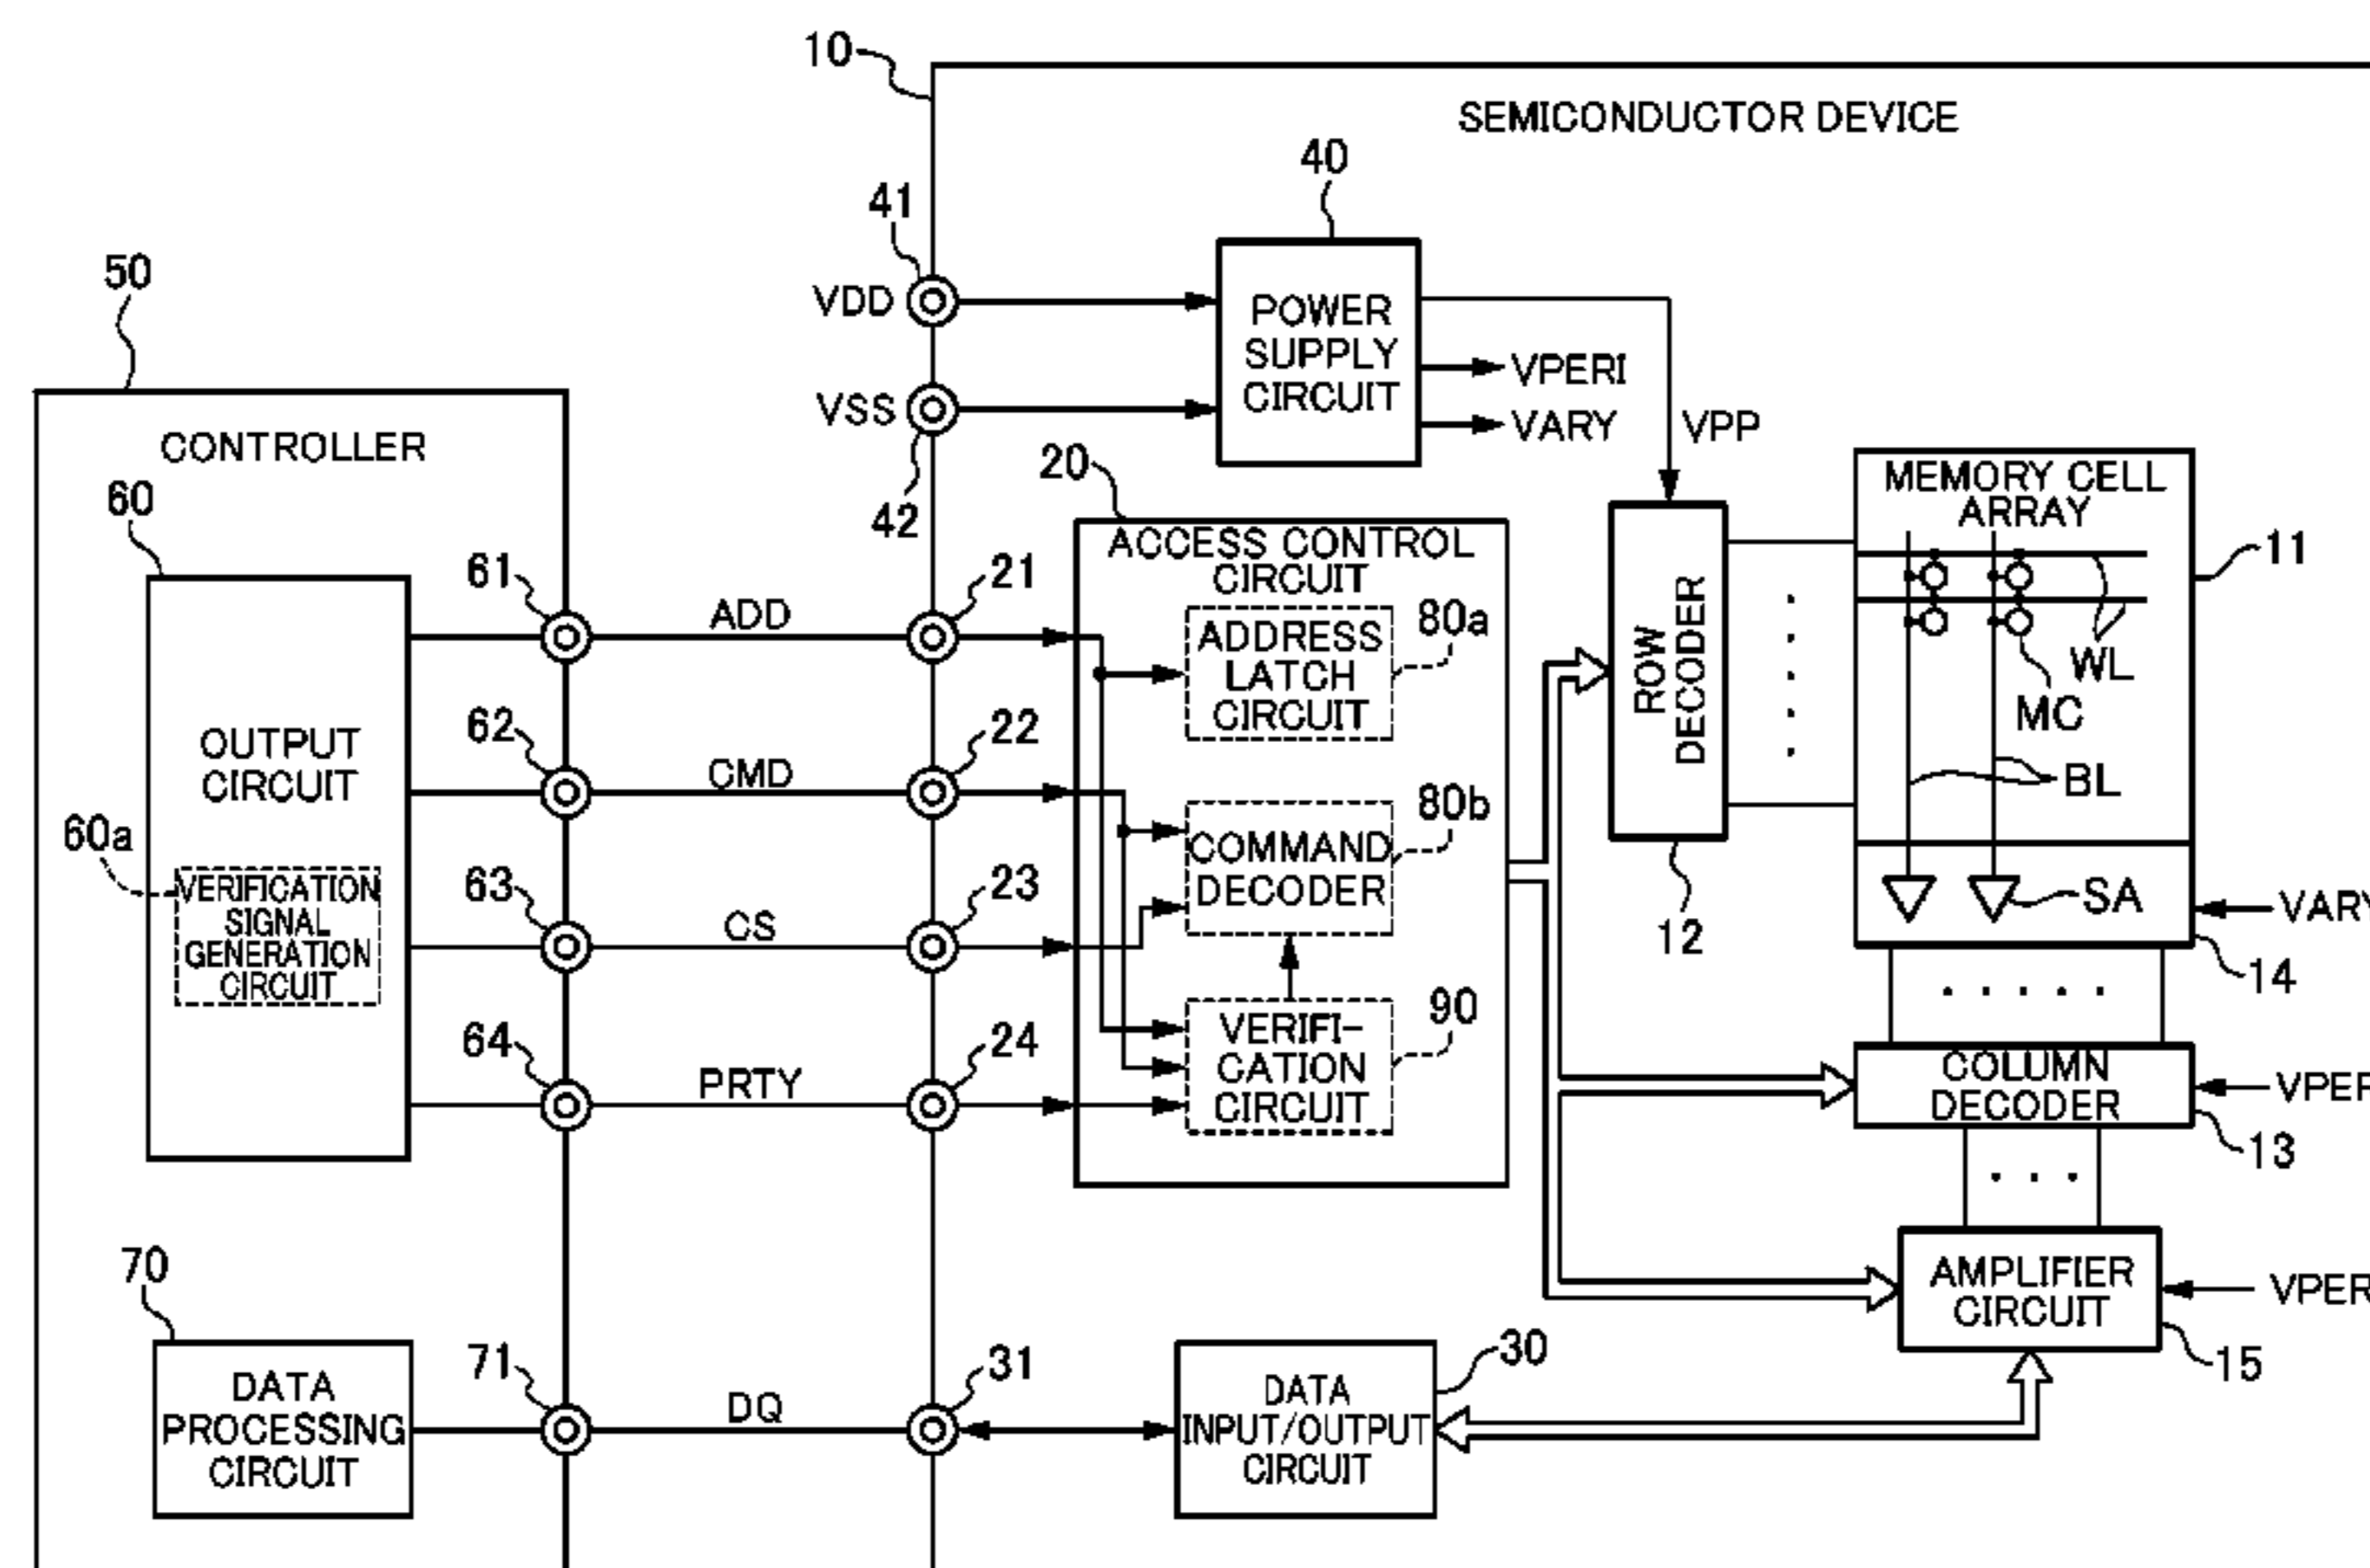 10
SEMICONDUCTOR DEVICE
40
41
VDD
POWER
SUPPLY
CIRCUIT
VPERI
VARY
VPP
VSS
42
50
CONTROLLER
60
OUTPUT
CIRCUIT
60a
VERIFICATION
SIGNAL
GENERATION
CIRCUIT
61
ADD
21
62
CMD
22
63
CS
23
64
PRTY
24
20
ACCESS CONTROL
CIRCUIT
ADDRESS
LATCH
CIRCUIT
80a
COMMAND
DECODER
80b
VERIFI-
CATION
CIRCUIT
90
ROW
DECODER
12
MEMORY CELL
ARRAY
11
WL
MC
BL
SA
VARY
14
COLUMN
DECODER
VPER
13
AMPLIFIER
CIRCUIT
VPER
15
70
DATA
PROCESSING
CIRCUIT
71
DQ
31
DATA
INPUT/OUTPUT
CIRCUIT
30